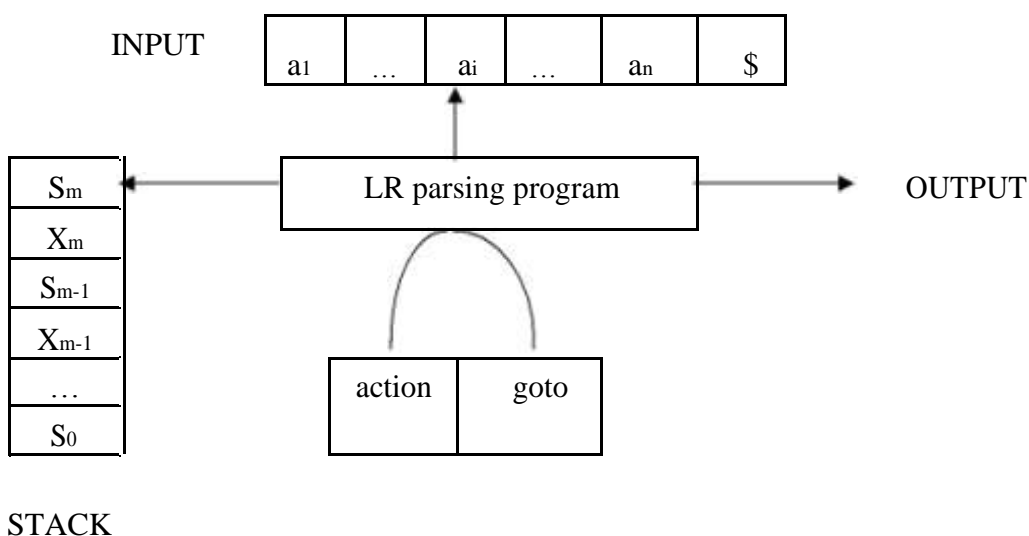 INPUT
a1 … ai … an $
Sm LR parsing program OUTPUT
Xm
Sm-1
Xm-1
… action goto
S0
STACK